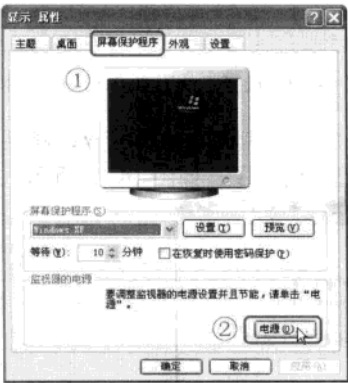 显示 属性
主题 桌面 屏幕保护程序 外观 设置
①
屏幕保护程序(S)
Windows XP 设置(T) 预览(V)
等待(W): 10 分钟 在恢复时使用密码保护(P)
监视器的电源
要调整监视器的电源设置并且节能，请单击“电
源”。
② 电源(O)...
确定 取消 应用(A)